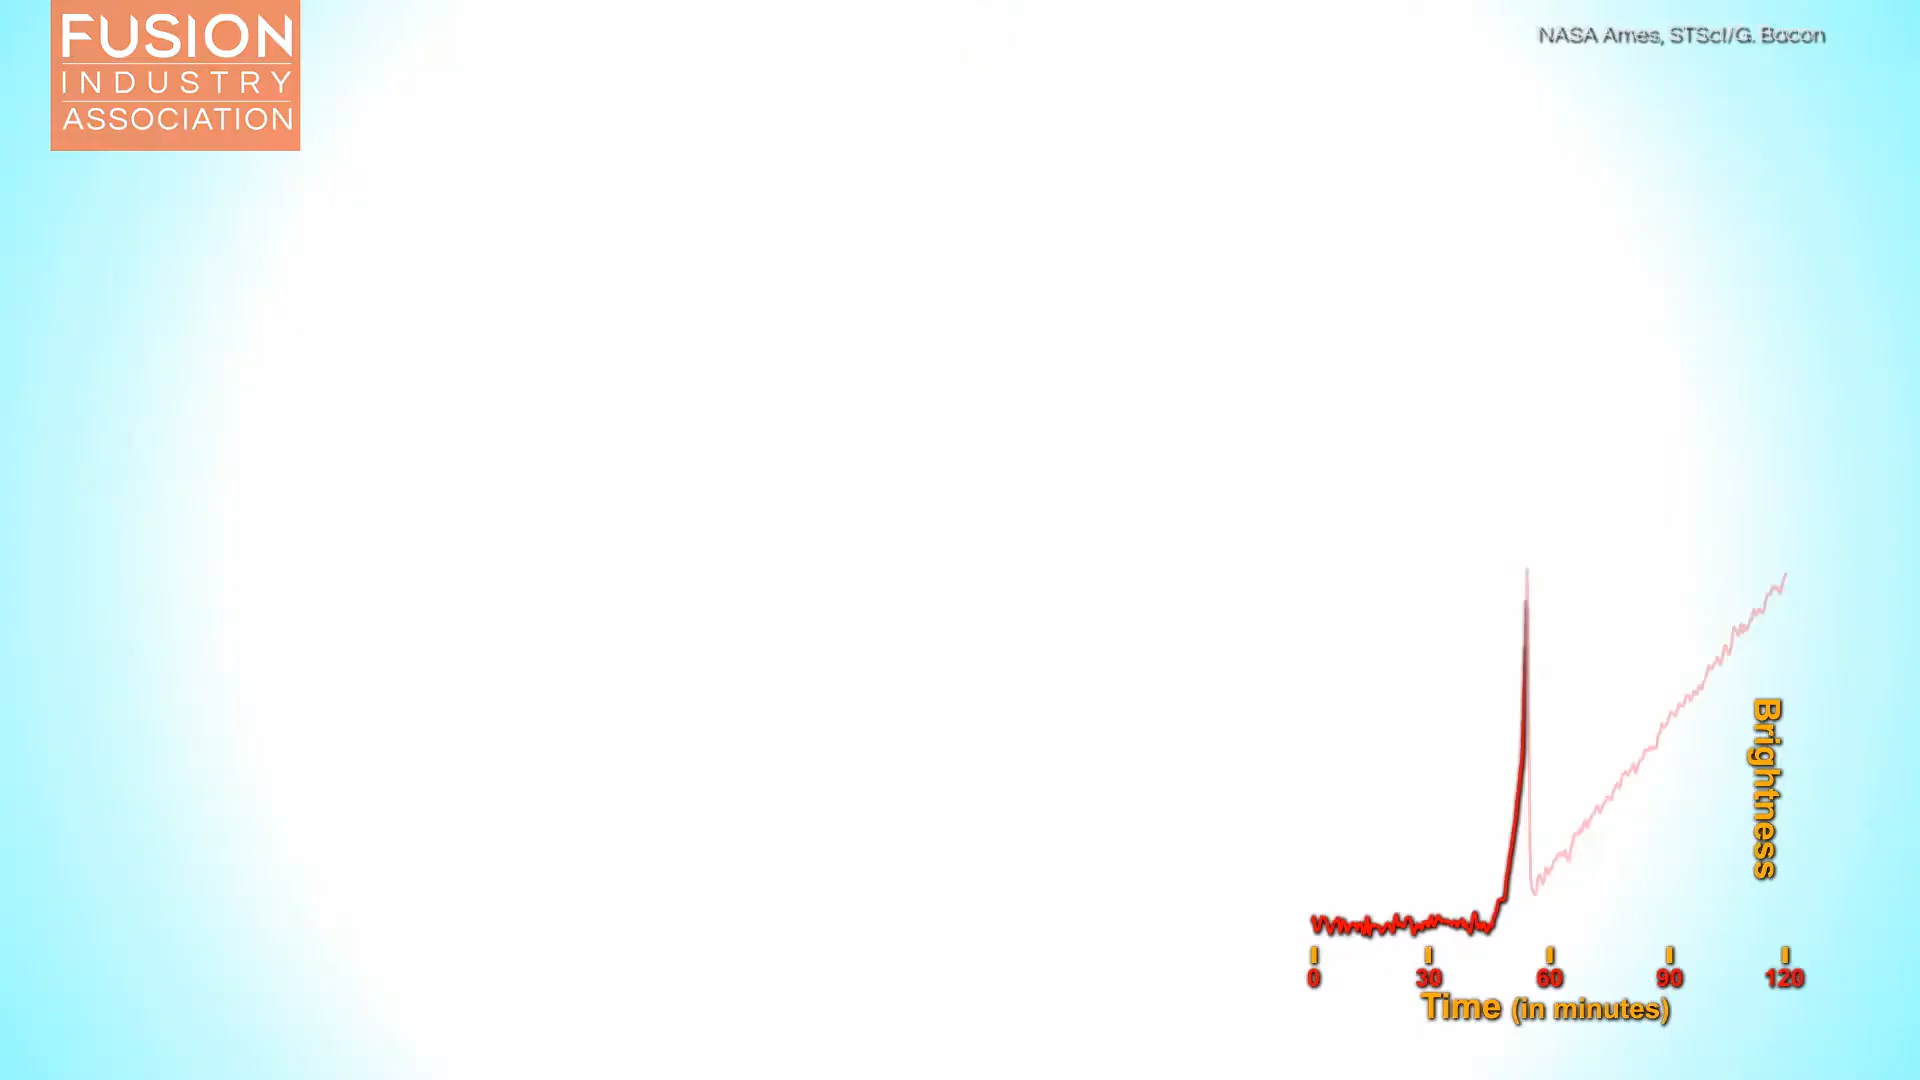 FUSION
INDUSTRY
ASSOCIATION
NASA Ames, STScI/G. Bacon
Brightness
0 30 60 90 120
Time (in minutes)